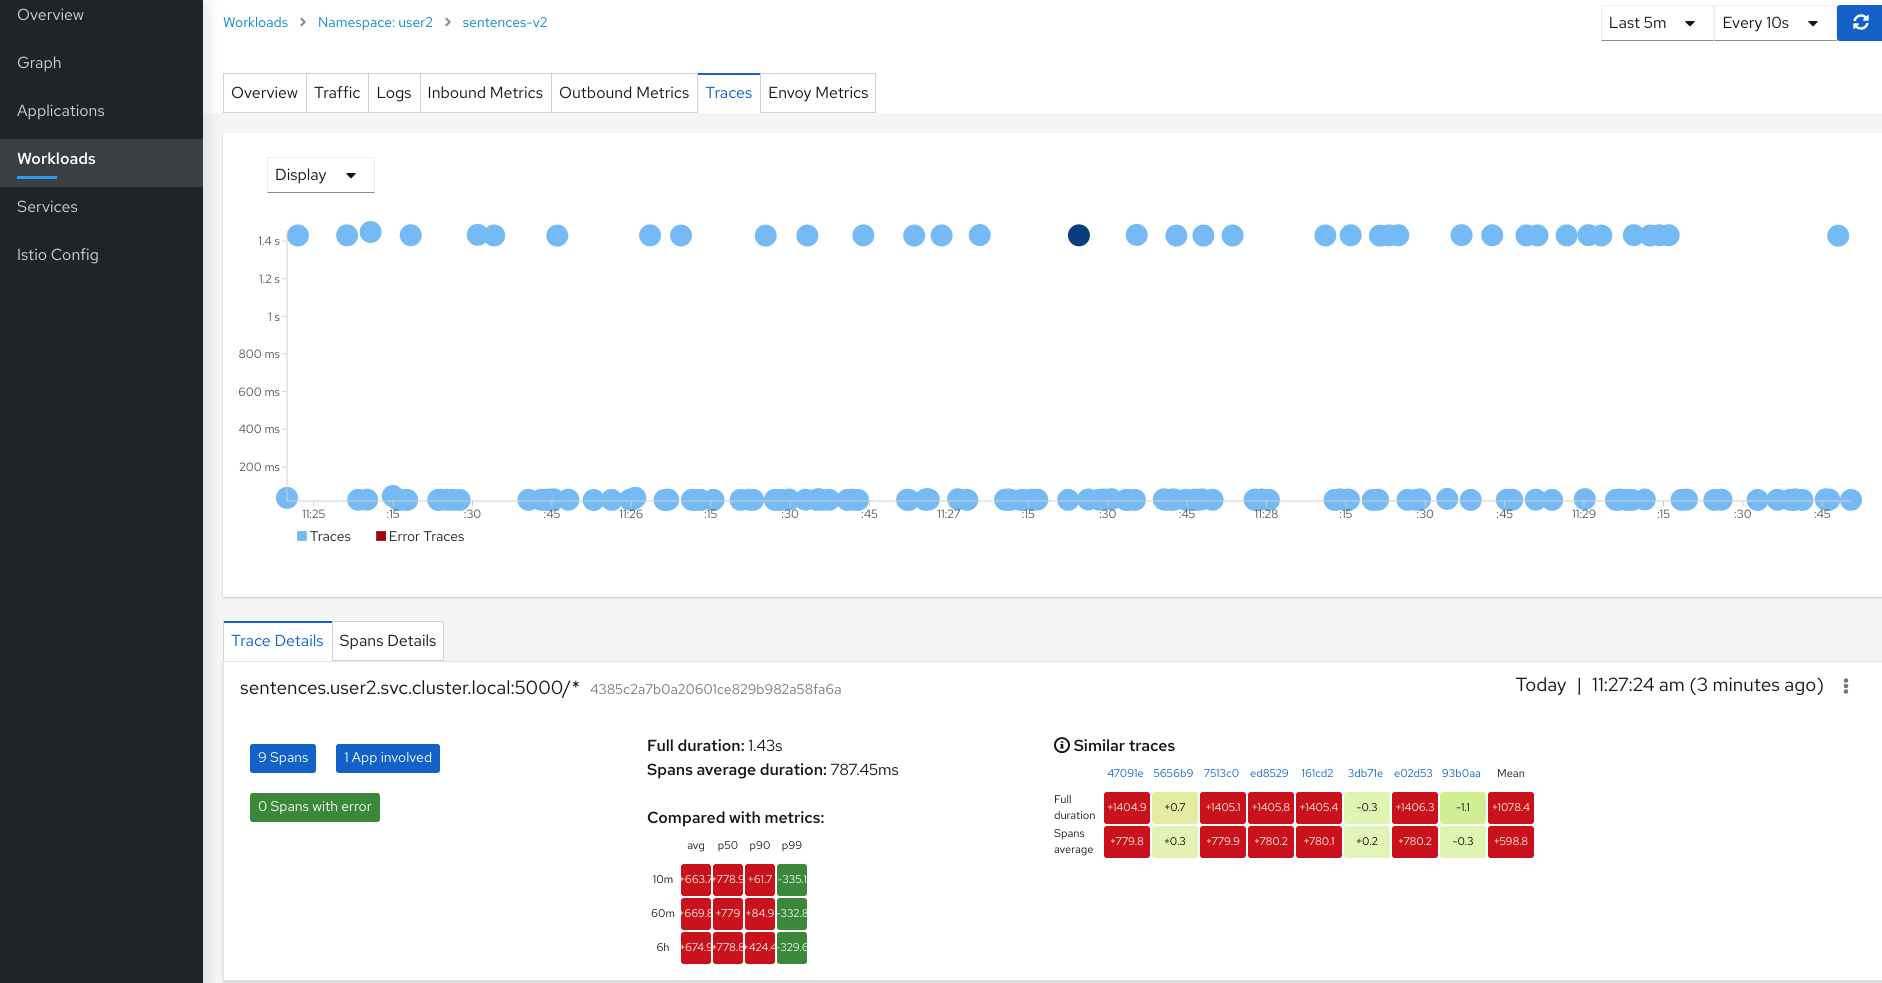 Overview
Graph
Applications
Workloads
Services
Istio Config
Workloads > Namespace: user2 > sentences-v2
Last 5m Every 10s
Overview Traffic Logs Inbound Metrics Outbound Metrics Traces Envoy Metrics
Display
1.4 s
1.2 s
1 s
800 ms
600 ms
400 ms
200 ms
11:25 :15 :30 :45 11:26 :15 :30 :45 11:27 :15 :30 :45 11:28 :15 :30 :45 11:29 :15 :30 :45
Traces Error Traces
Trace Details Spans Details
sentences.user2.svc.cluster.local:5000/* 4385c2a7b0a20601ce829b982a58fa6a
Today | 11:27:24 am (3 minutes ago)
9 Spans 1 App involved
0 Spans with error
Full duration: 1.43s
Spans average duration: 787.45ms
Compared with metrics:
avg p50 p90 p99
10m +663.7 +778.9 +61.7 -335.1
60m +669.8 +779 +84.9 -332.8
6h +674.9 +778.8 +424.4 -329.6
Similar traces
47091e 5656b9 7513c0 ed8529 161cd2 3db71e e02d53 93b0aa Mean
Full duration +1404.9 +0.7 +1405.1 +1405.8 +1405.4 -0.3 +1406.3 -1.1 +1078.4
Spans average +779.8 +0.3 +779.9 +780.2 +780.1 +0.2 +780.2 -0.3 +598.8